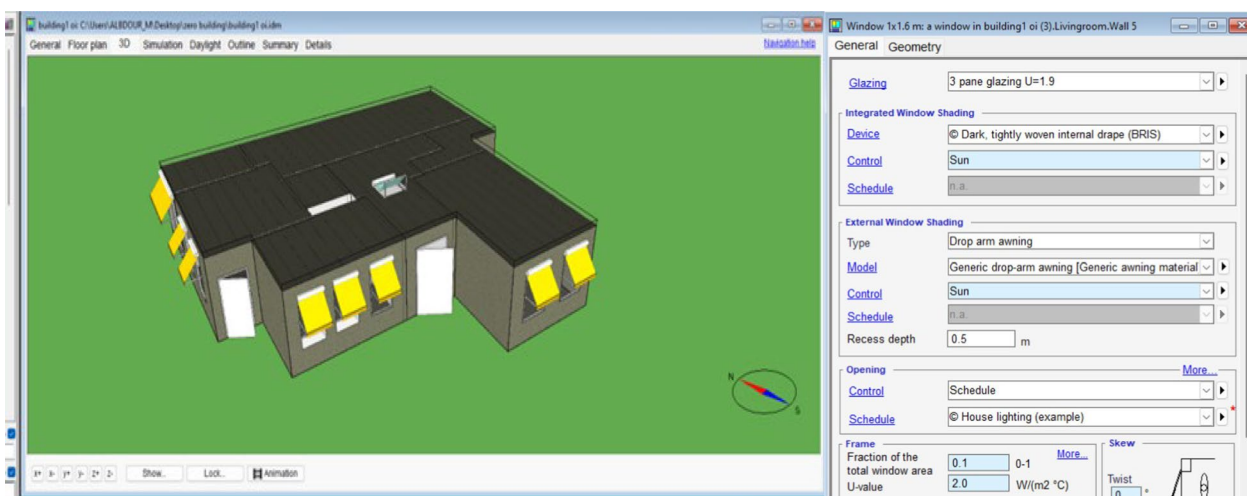 building1 oi: C:\Users\ALBDOUR_M\Desktop\zero building\building1 oi.idm
General Floor plan 3D Simulation Daylight Outline Summary Details
Navigation help
N
S
x+ x- y+ y- z+ z- Show... Lock... Animation
Window 1x1.6 m: a window in building1 oi (3).Livingroom.Wall 5
General Geometry
Glazing 3 pane glazing U=1.9
Integrated Window Shading
Device © Dark, tightly woven internal drape (BRIS)
Control Sun
Schedule n.a.
External Window Shading
Type Drop arm awning
Model Generic drop-arm awning [Generic awning material
Control Sun
Schedule n.a.
Recess depth 0.5 m
Opening More...
Control Schedule
Schedule © House lighting (example) *
Frame
Fraction of the
total window area 0.1 0-1 More...
U-value 2.0 W/(m2 °C)
Skew
Twist
0 °